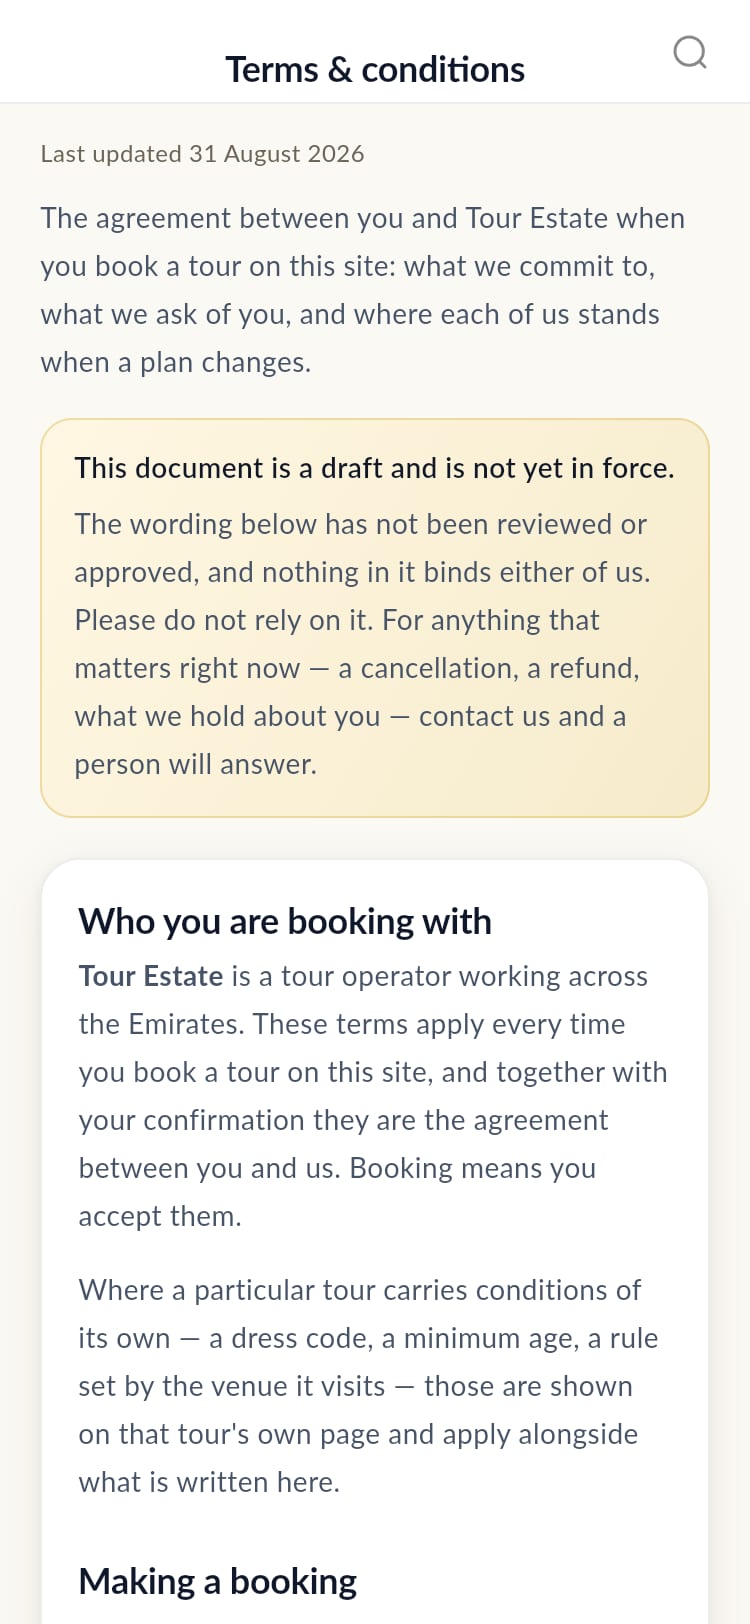 Terms & conditions
Last updated 31 August 2026
The agreement between you and Tour Estate when
you book a tour on this site: what we commit to,
what we ask of you, and where each of us stands
when a plan changes.
This document is a draft and is not yet in force.
The wording below has not been reviewed or
approved, and nothing in it binds either of us.
Please do not rely on it. For anything that
matters right now — a cancellation, a refund,
what we hold about you — contact us and a
person will answer.
Who you are booking with
Tour Estate is a tour operator working across
the Emirates. These terms apply every time
you book a tour on this site, and together with
your confirmation they are the agreement
between you and us. Booking means you
accept them.
Where a particular tour carries conditions of
its own — a dress code, a minimum age, a rule
set by the venue it visits — those are shown
on that tour's own page and apply alongside
what is written here.
Making a booking